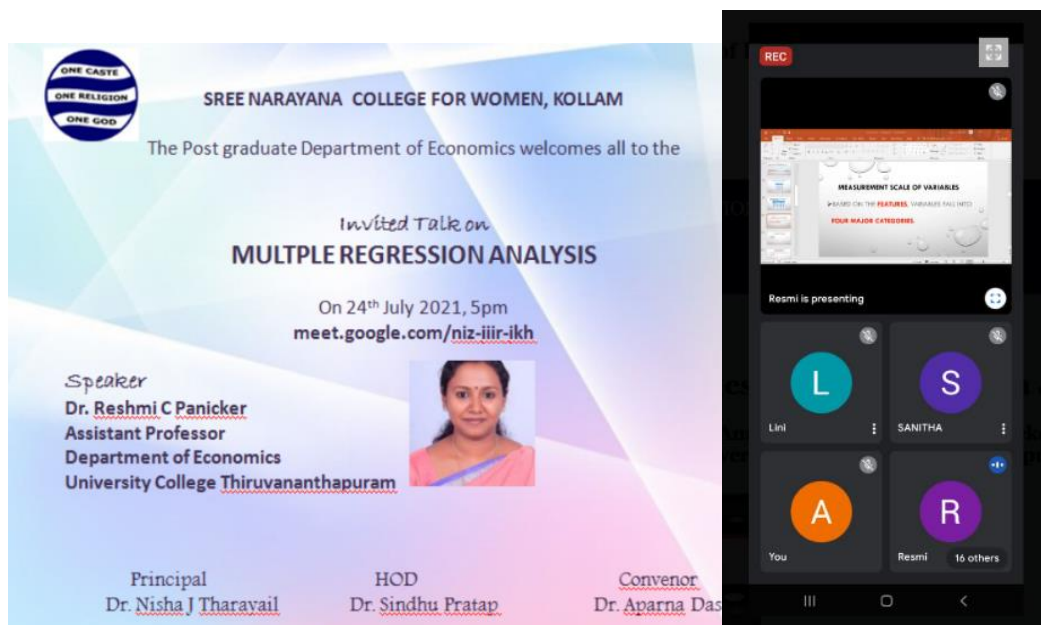 ONE CASTE
ONE RELIGION
ONE GOD
SREE NARAYANA COLLEGE FOR WOMEN, KOLLAM
The Post graduate Department of Economics welcomes all to the
Invited Talk on
MULTPLE REGRESSION ANALYSIS
On 24th July 2021, 5pm
meet.google.com/niz-iiir-ikh
Speaker
Dr. Reshmi C Panicker
Assistant Professor
Department of Economics
University College Thiruvananthapuram
Principal
Dr. Nisha J Tharayail
HOD
Dr. Sindhu Pratap
Convenor
Dr. Aparna Das
REC
MEASUREMENT SCALE OF VARIABLES
BASED ON THE FEATURES, VARIABLES FALL INTO
FOUR MAJOR CATEGORIES.
Resmi is presenting
L
Lini
S
SANITHA
A
You
R
Resmi
16 others